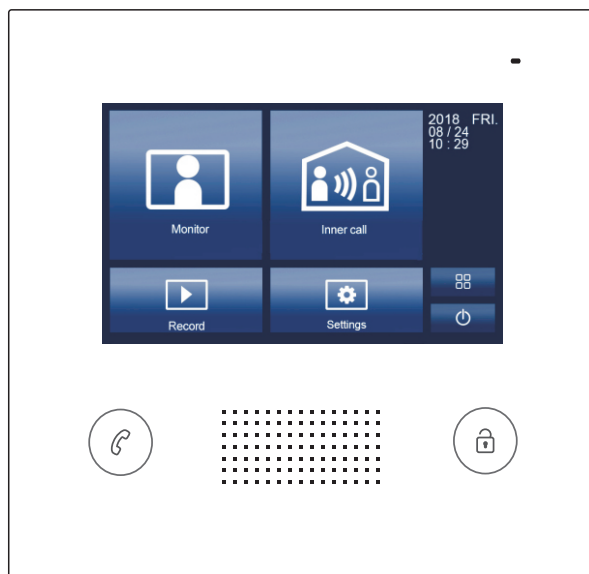 2018 FRI.
08 / 24
10 : 29
Monitor
Inner call
Record
Settings